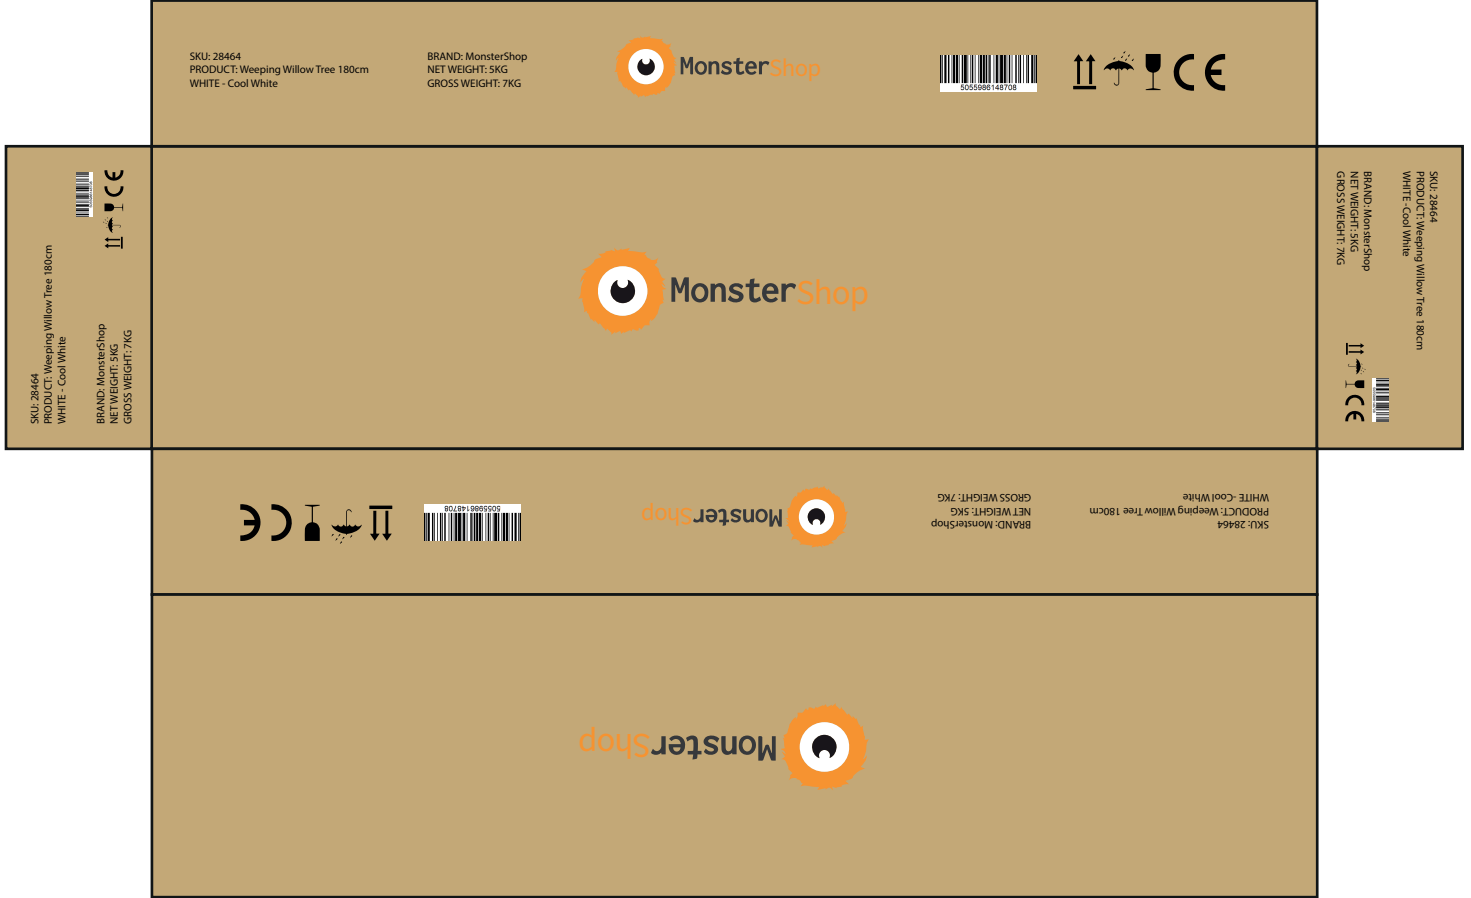 SKU: 28464
PRODUCT: Weeping Willow Tree 180cm
WHITE - Cool White
BRAND: MonsterShop
NET WEIGHT: 5KG
GROSS WEIGHT: 7KG
MonsterShop
5055986148708
CE
SKU: 28464
PRODUCT: Weeping Willow Tree 180cm
WHITE - Cool White
BRAND: MonsterShop
NET WEIGHT: 5KG
GROSS WEIGHT: 7KG
CE
MonsterShop
SKU: 28464
PRODUCT: Weeping Willow Tree 180cm
WHITE -Cool White
BRAND: MonsterShop
NET WEIGHT: 5KG
GROSS WEIGHT: 7KG
CE
SKU: 28464
PRODUCT: Weeping Willow Tree 180cm
WHITE -Cool White
BRAND: MonsterShop
NET WEIGHT: 5KG
GROSS WEIGHT: 7KG
MonsterShop
5055986148708
CE
MonsterShop